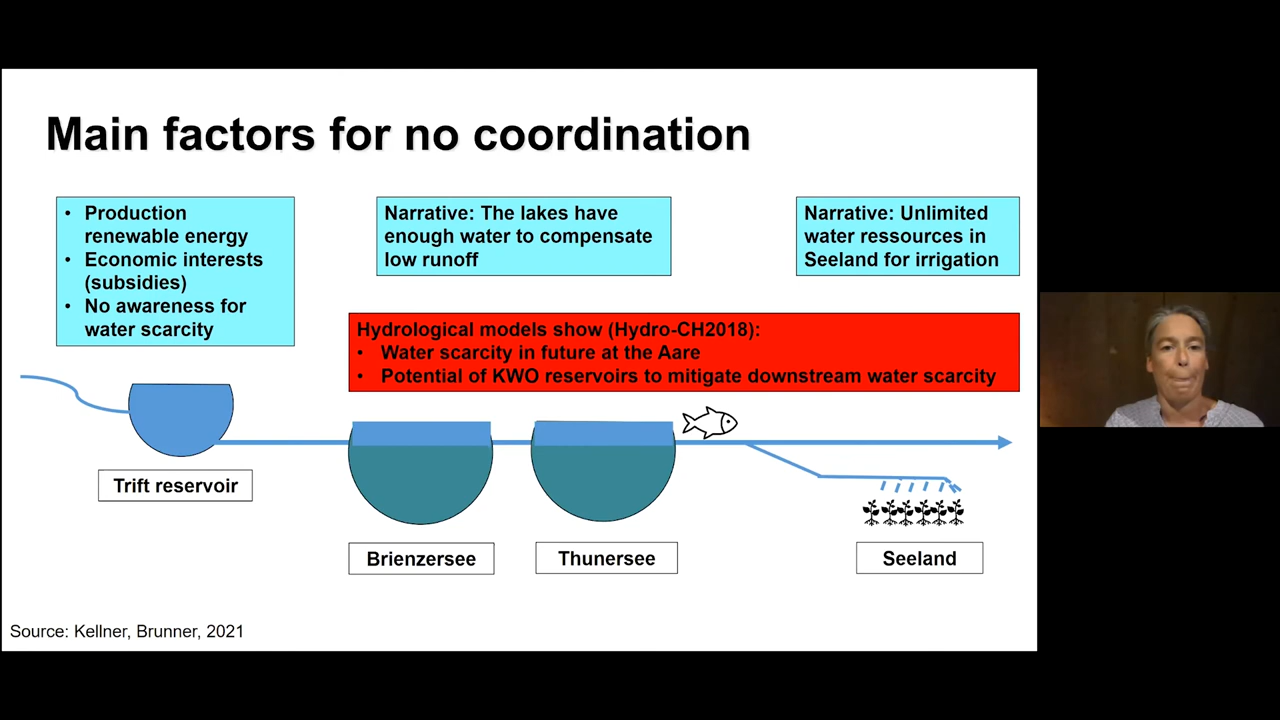 Main factors for no coordination
• Production
renewable energy
• Economic interests
(subsidies)
• No awareness for
water scarcity
Narrative: The lakes have
enough water to compensate
low runoff
Narrative: Unlimited
water ressources in
Seeland for irrigation
Hydrological models show (Hydro-CH2018):
• Water scarcity in future at the Aare
• Potential of KWO reservoirs to mitigate downstream water scarcity
Trift reservoir
Brienzersee
Thunersee
Seeland
Source: Kellner, Brunner, 2021